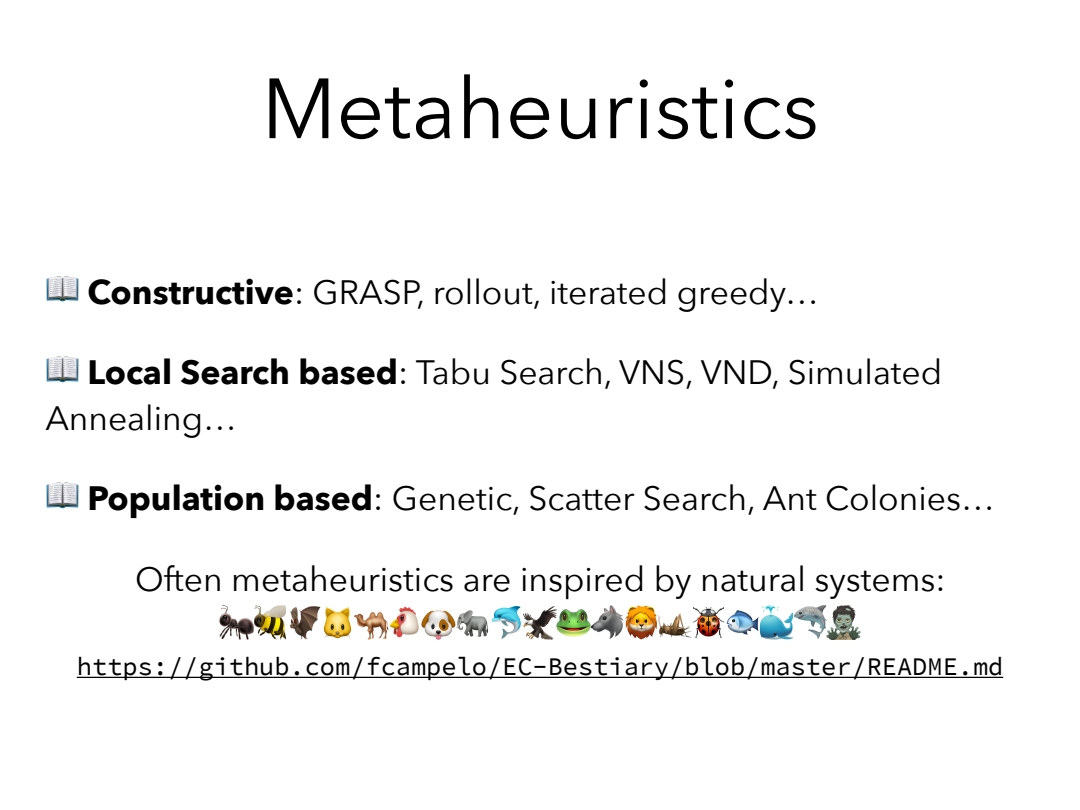 Metaheuristics
📖 Constructive: GRASP, rollout, iterated greedy…
📖 Local Search based: Tabu Search, VNS, VND, Simulated
Annealing…
📖 Population based: Genetic, Scatter Search, Ant Colonies…
Often metaheuristics are inspired by natural systems:
🐜🐝🦇🐱🐫🐔🐶🐘🐬🦅🐸🐺🦁🦗🐞🐟🐳🐬🧟
https://github.com/fcampelo/EC-Bestiary/blob/master/README.md